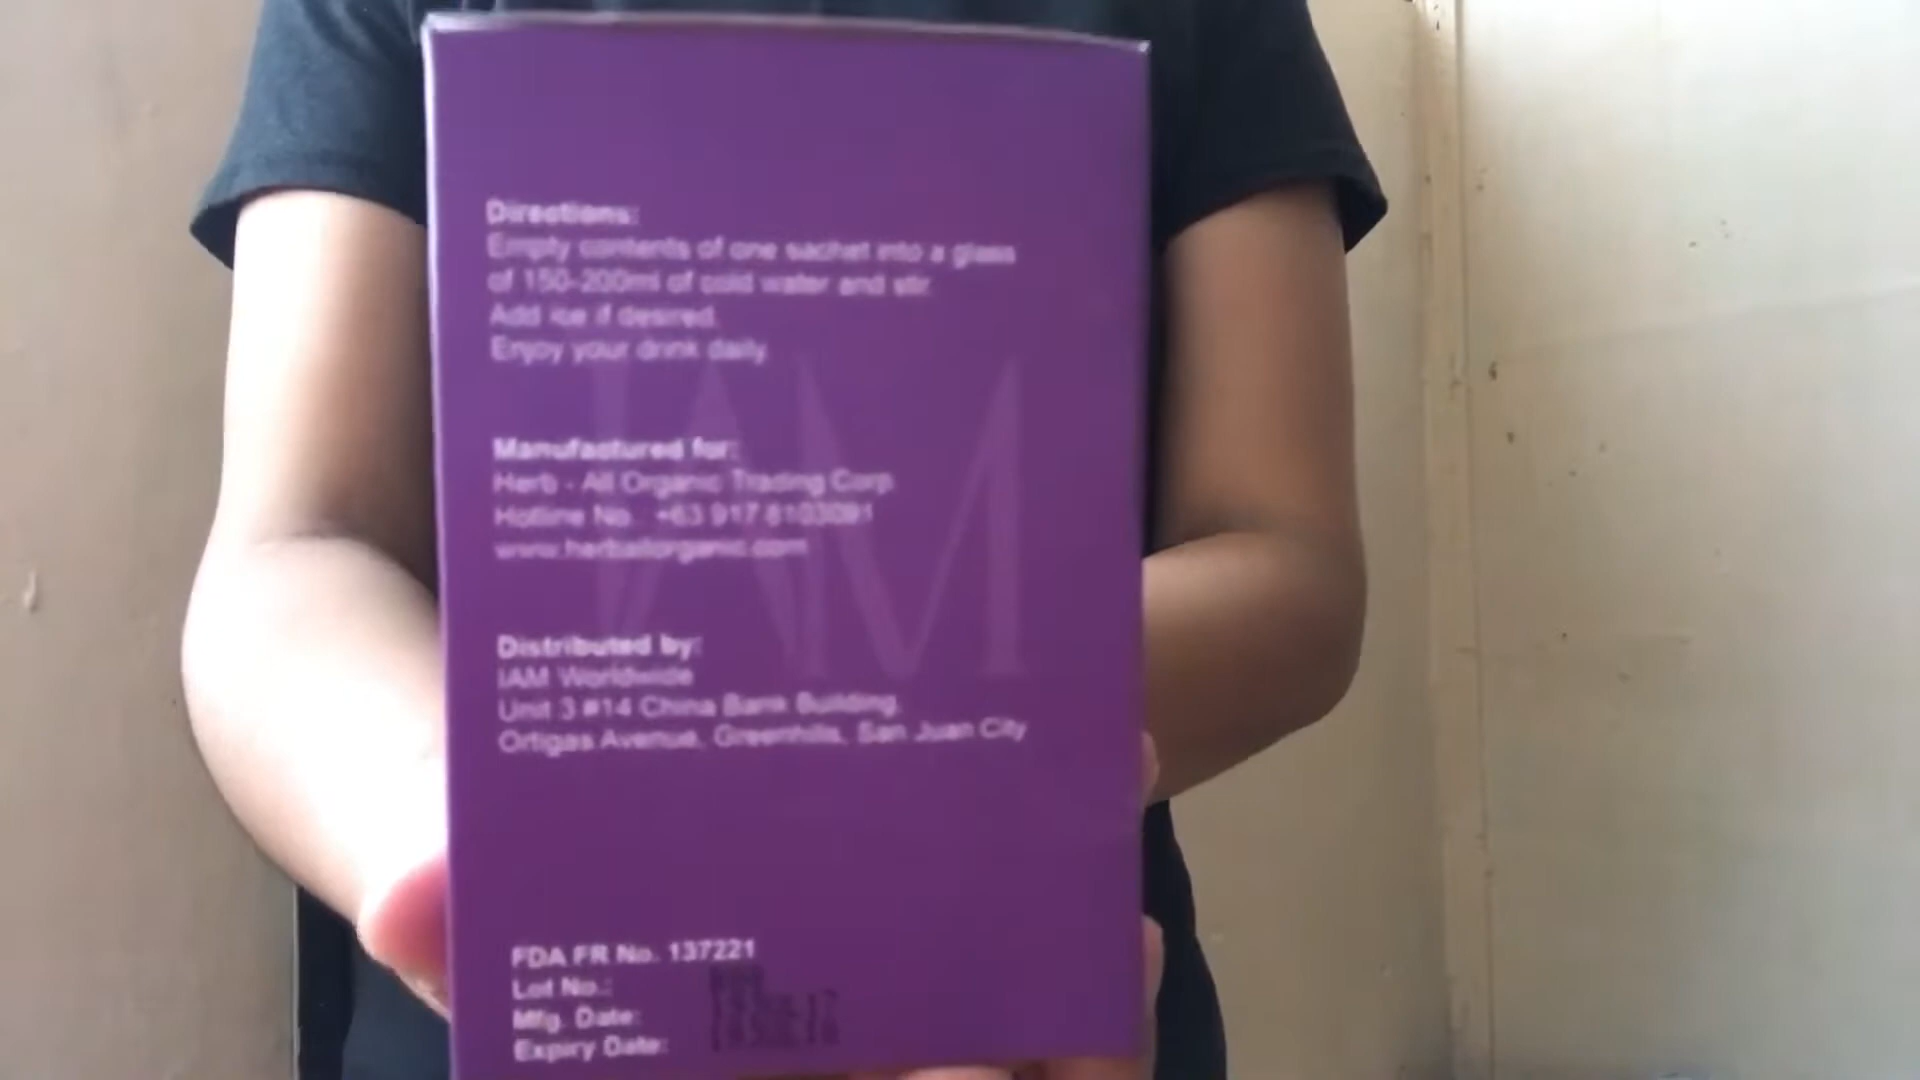 Directions:
Empty contents of one sachet into a glass
of 150-200ml of cold water and stir.
Add ice if desired.
Enjoy your drink daily.
IAM
Manufactured for:
Herb - All Organic Trading Corp.
Hotline No. +63 917 8103091
www.herballorganic.com
Distributed by:
IAM Worldwide
Unit 3 #14 China Bank Building,
Ortigas Avenue, Greenhills, San Juan City
FDA FR No. 137221
Lot No.:
Mfg. Date:
Expiry Date: